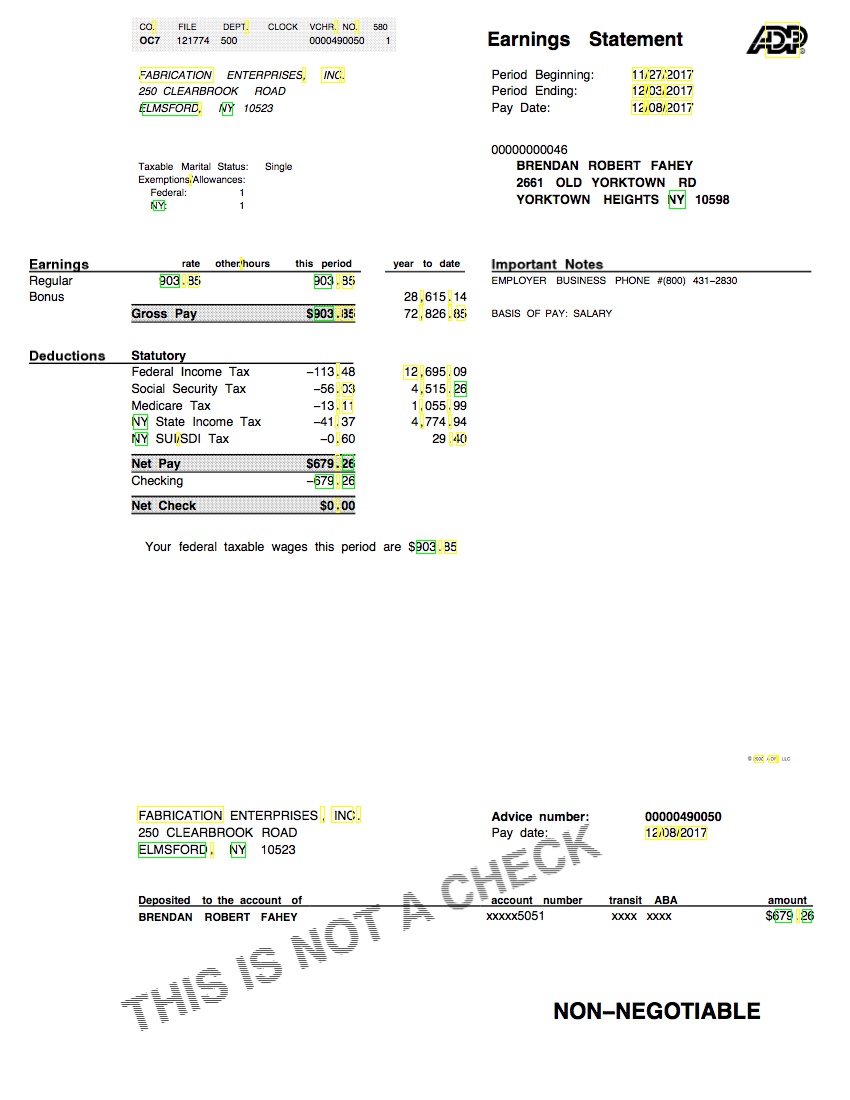 CO. FILE DEPT. CLOCK VCHR. NO. 580
OC7 121774 500 0000490050 1
Earnings Statement
ADP®
FABRICATION ENTERPRISES, INC.
250 CLEARBROOK ROAD
ELMSFORD, NY 10523
Period Beginning: 11/27/2017
Period Ending: 12/03/2017
Pay Date: 12/08/2017
Taxable Marital Status: Single
Exemptions/Allowances:
Federal: 1
NY: 1
00000000046
BRENDAN ROBERT FAHEY
2661 OLD YORKTOWN RD
YORKTOWN HEIGHTS NY 10598
Earnings rate other/hours this period year to date
Regular 903.85 903.85
Bonus 28,615.14
Gross Pay $903.85 72,826.85
Important Notes
EMPLOYER BUSINESS PHONE #(800) 431-2830
BASIS OF PAY: SALARY
Deductions Statutory
Federal Income Tax -113.48 12,695.09
Social Security Tax -56.03 4,515.26
Medicare Tax -13.11 1,055.99
NY State Income Tax -41.37 4,774.94
NY SUI/SDI Tax -0.60 29.40
Net Pay $679.26
Checking -679.26
Net Check $0.00
Your federal taxable wages this period are $903.85
© 2000 ADP, LLC
FABRICATION ENTERPRISES, INC.
250 CLEARBROOK ROAD
ELMSFORD, NY 10523
Advice number: 00000490050
Pay date: 12/08/2017
THIS IS NOT A CHECK
Deposited to the account of account number transit ABA amount
BRENDAN ROBERT FAHEY xxxxx5051 xxxx xxxx $679.26
NON-NEGOTIABLE